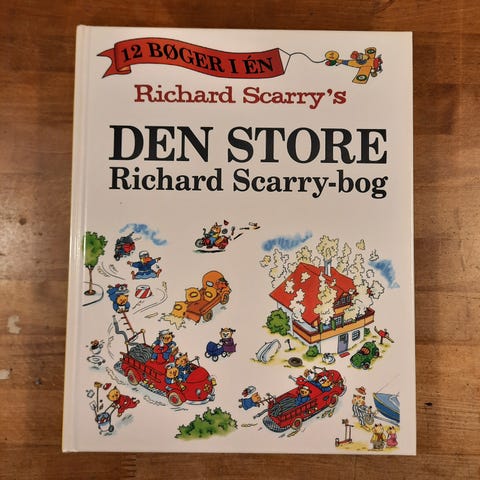 12 BØGER I ÉN
Richard Scarry's
DEN STORE
Richard Scarry-bog